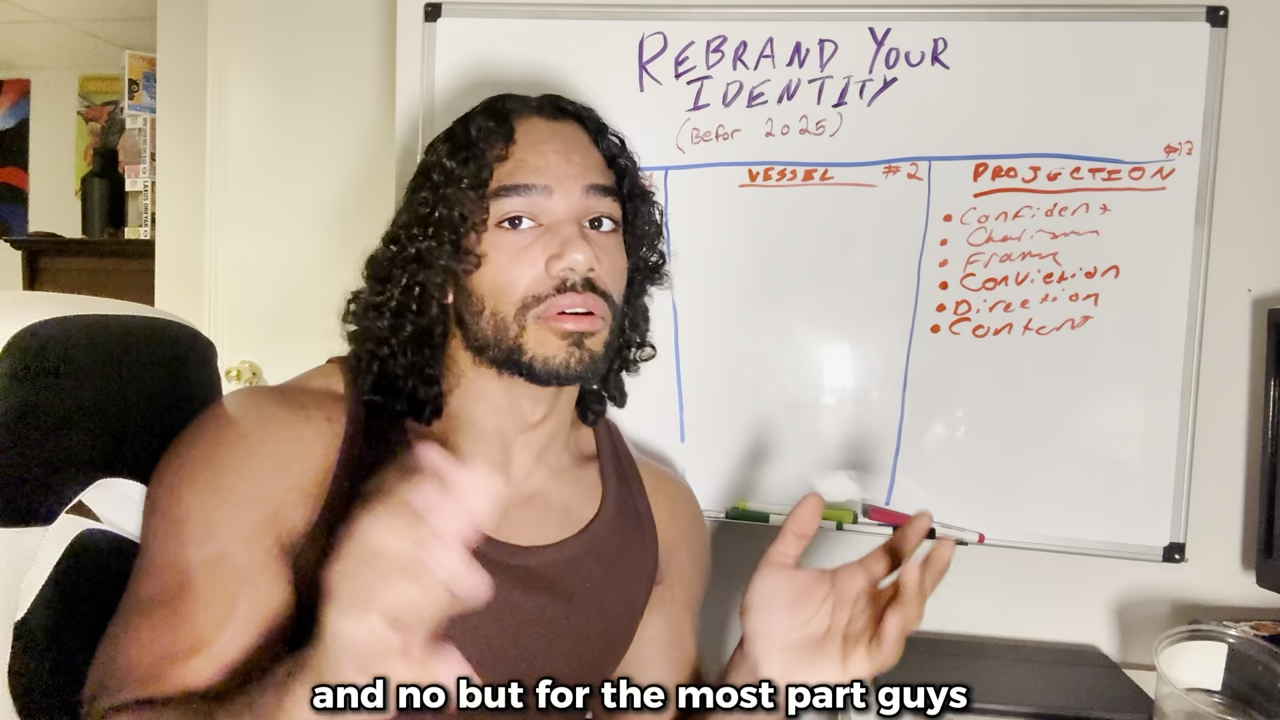 REBRAND YOUR
IDENTITY
(Befor 2025)
VESSEL #2
PROJECTION
• Confident
• Charisma
• Frame
• Conviction
• Direction
• Content
and no but for the most part guys